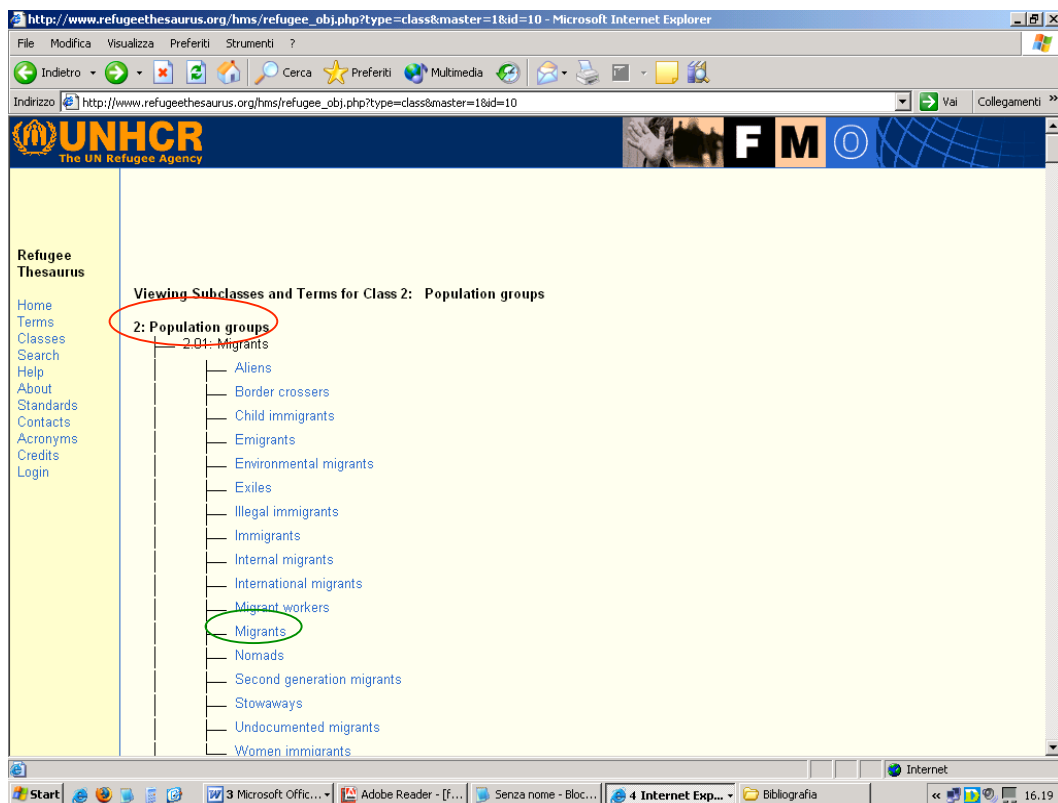 http://www.refugeethesaurus.org/hms/refugee_obj.php?type=class&master=1&id=10 - Microsoft Internet Explorer
File Modifica Visualizza Preferiti Strumenti ?
Indietro Cerca Preferiti Multimedia
Indirizzo http://www.refugeethesaurus.org/hms/refugee_obj.php?type=class&master=1&id=10 Vai Collegamenti »
UNHCR
The UN Refugee Agency
F M O
Refugee
Thesaurus
Home
Terms
Classes
Search
Help
About
Standards
Contacts
Acronyms
Credits
Login
Viewing Subclasses and Terms for Class 2: Population groups
2: Population groups
2.01: Migrants
Aliens
Border crossers
Child immigrants
Emigrants
Environmental migrants
Exiles
Illegal immigrants
Immigrants
Internal migrants
International migrants
Migrant workers
Migrants
Nomads
Second generation migrants
Stowaways
Undocumented migrants
Women immigrants
Internet
Start 3 Microsoft Offic... Adobe Reader - [f... Senza nome - Bloc... 4 Internet Exp... Bibliografia « 16.19